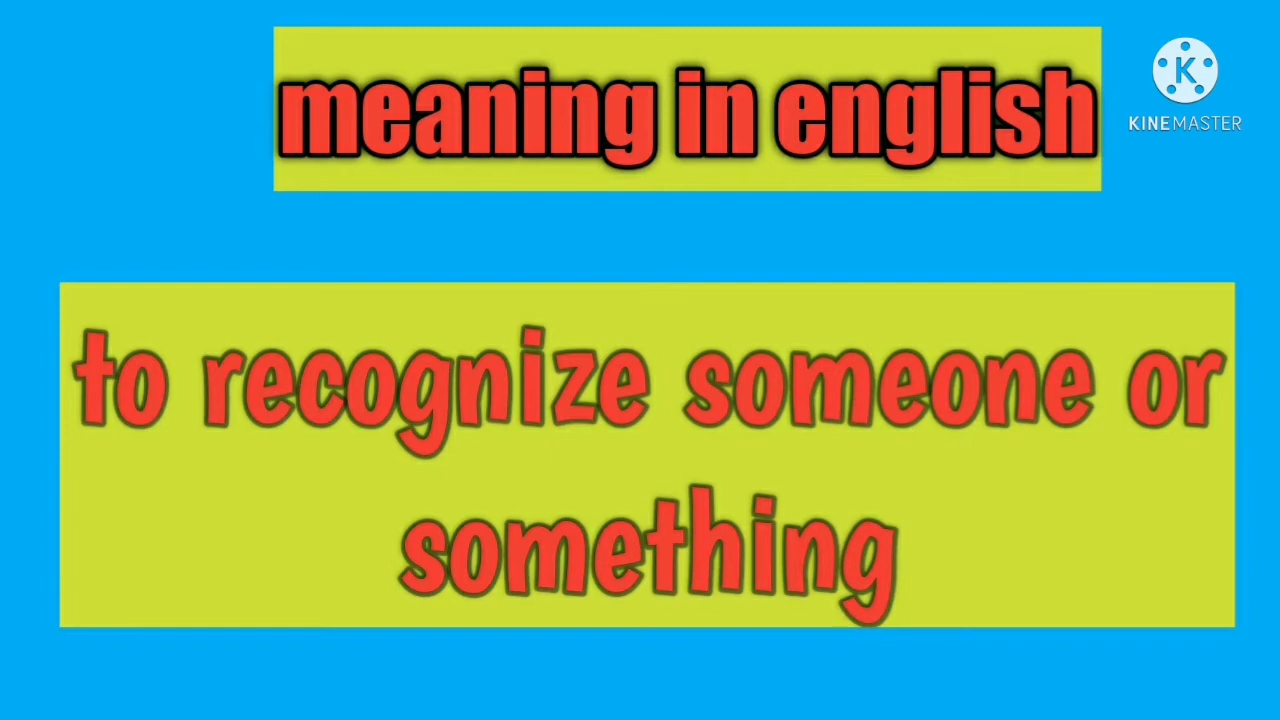 meaning in english
K
KINEMASTER
to recognize someone or
something